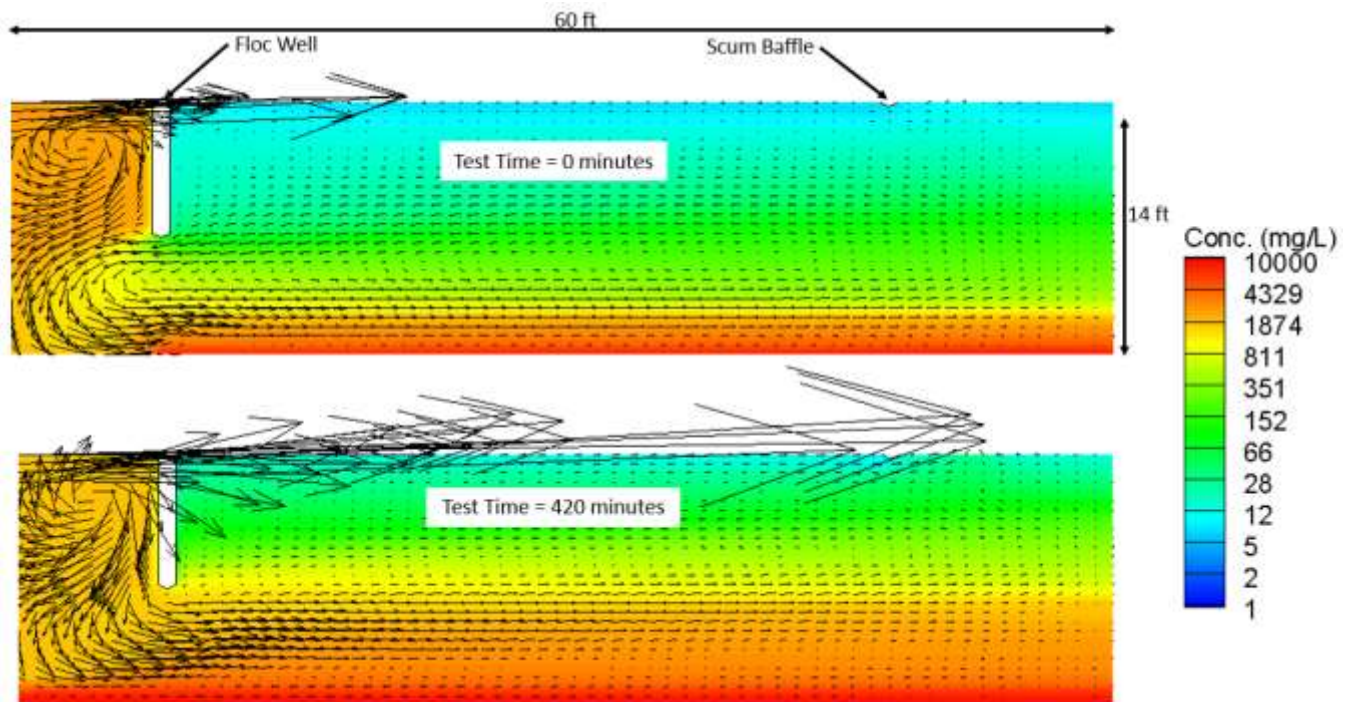 60 ft
Floc Well
Scum Baffle
Test Time = 0 minutes
14 ft
Conc. (mg/L)
10000
4329
1874
811
351
152
66
28
12
5
2
1
Test Time = 420 minutes